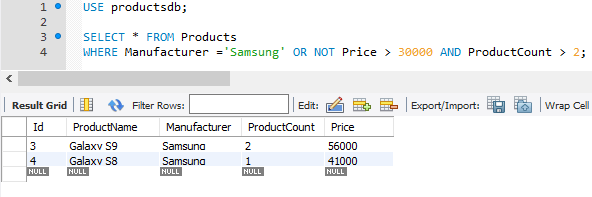 1 USE productsdb;
2
3 SELECT * FROM Products
4 WHERE Manufacturer ='Samsung' OR NOT Price > 30000 AND ProductCount > 2;
Result Grid Filter Rows: Edit: Export/Import: Wrap Cell
Id ProductName Manufacturer ProductCount Price
3 Galaxy S9 Samsung 2 56000
4 Galaxy S8 Samsung 1 41000
NULL NULL NULL NULL NULL